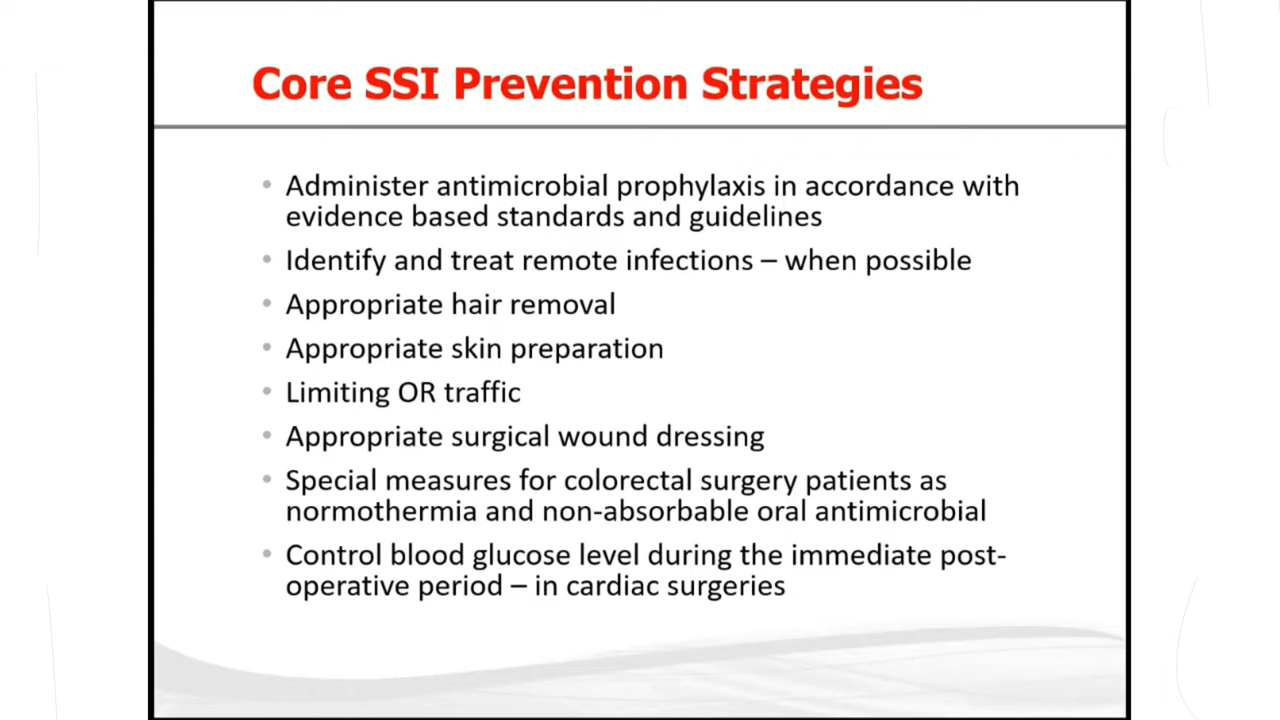 Core SSI Prevention Strategies
• Administer antimicrobial prophylaxis in accordance with
evidence based standards and guidelines
• Identify and treat remote infections – when possible
• Appropriate hair removal
• Appropriate skin preparation
• Limiting OR traffic
• Appropriate surgical wound dressing
• Special measures for colorectal surgery patients as
normothermia and non-absorbable oral antimicrobial
• Control blood glucose level during the immediate post-
operative period – in cardiac surgeries